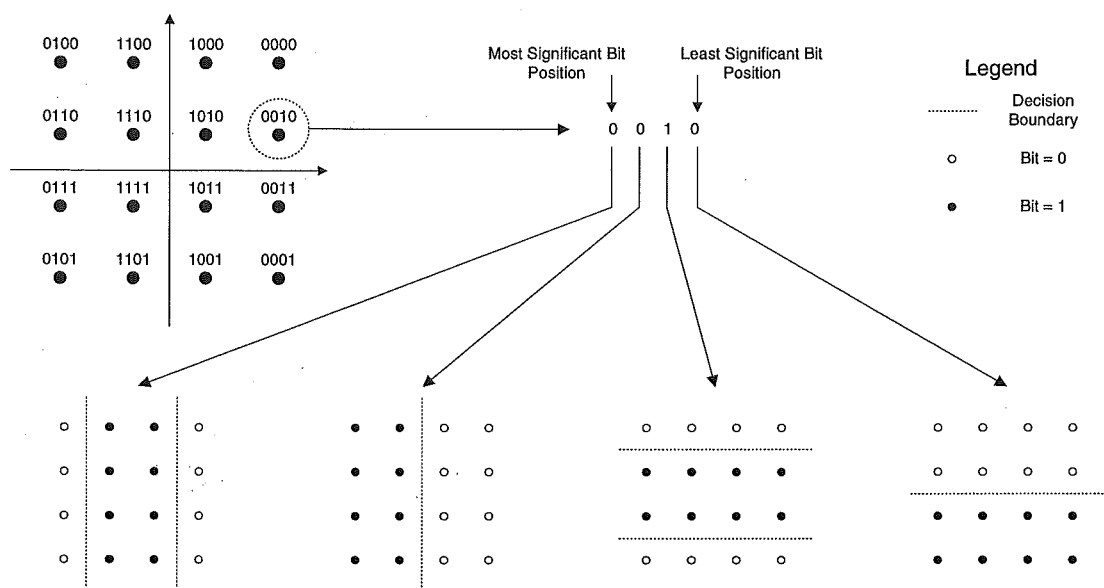 0100 1100 1000 0000
0110 1110 1010 0010
0111 1111 1011 0011
0101 1101 1001 0001
Most Significant Bit
Position
Least Significant Bit
Position
0 0 1 0
Legend
Decision
Boundary
Bit = 0
Bit = 1